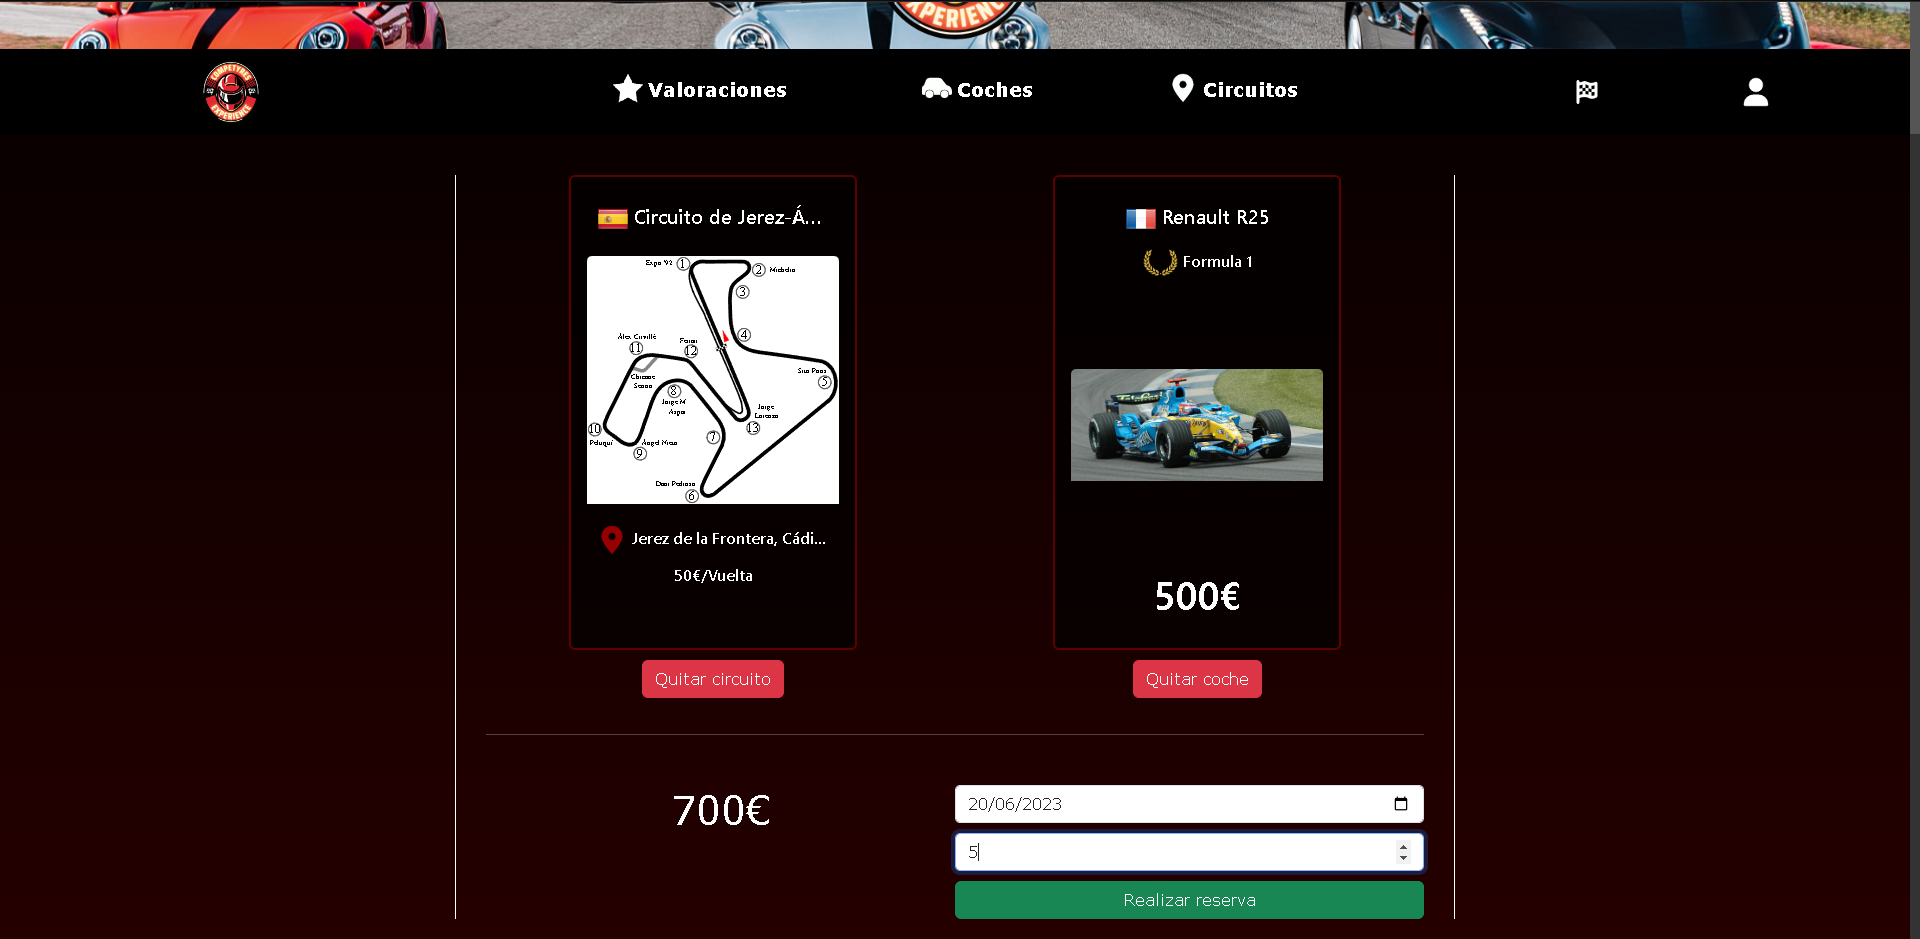 EXPERIENCE
COMPETYRES
EXPERIENCE
Valoraciones
Coches
Circuitos
Circuito de Jerez-Á...
Renault R25
Formula 1
Expo '92
1
2
Michelin
3
4
Álex Crivillé
11
Ferrari
12
Sito Pons
5
Chicane
Senna
8
Jorge M.
Aspar
Jorge
Lorenzo
13
10
Peluqui
7
Ángel Nieto
9
Dani Pedrosa
6
Jerez de la Frontera, Cádi...
50€/Vuelta
500€
Quitar circuito
Quitar coche
700€
20/06/2023
5
Realizar reserva